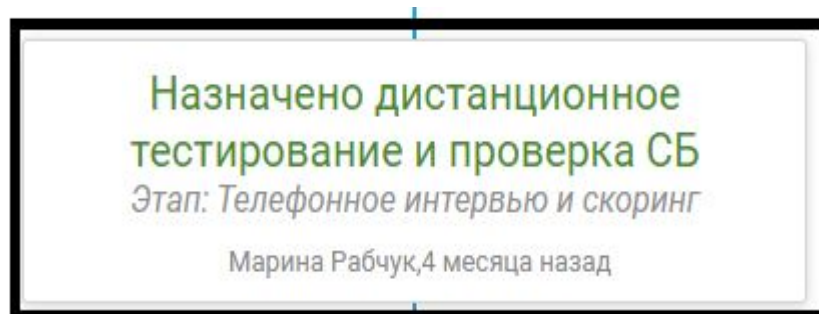 Назначено дистанционное
тестирование и проверка СБ
Этап: Телефонное интервью и скоринг
Марина Рабчук,4 месяца назад